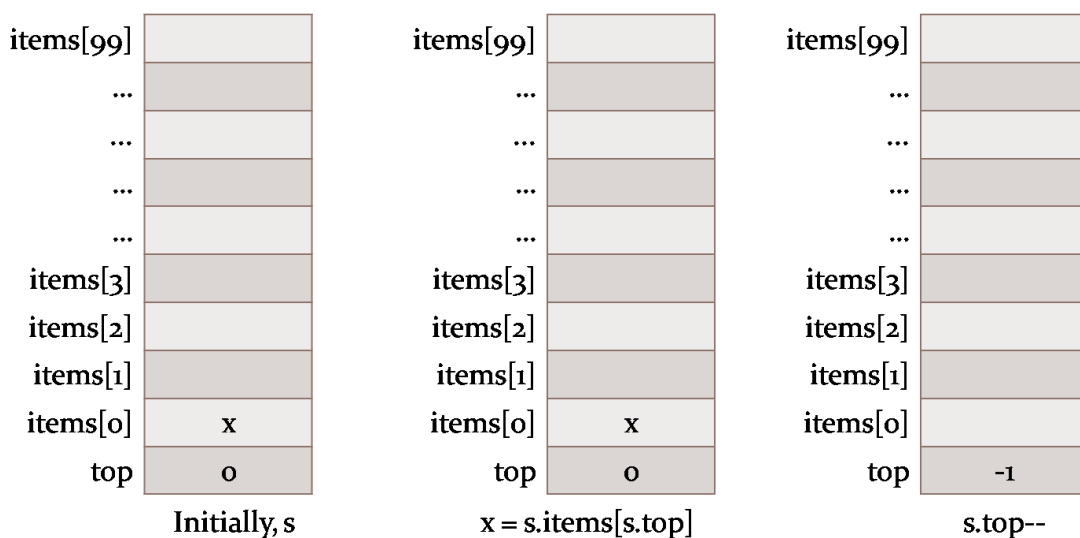 items[99] items[99] items[99]
... ... ...
... ... ...
... ... ...
... ... ...
items[3] items[3] items[3]
items[2] items[2] items[2]
items[1] items[1] items[1]
items[0] x items[0] x items[0]
top 0 top 0 top -1
Initially, s x = s.items[s.top] s.top--